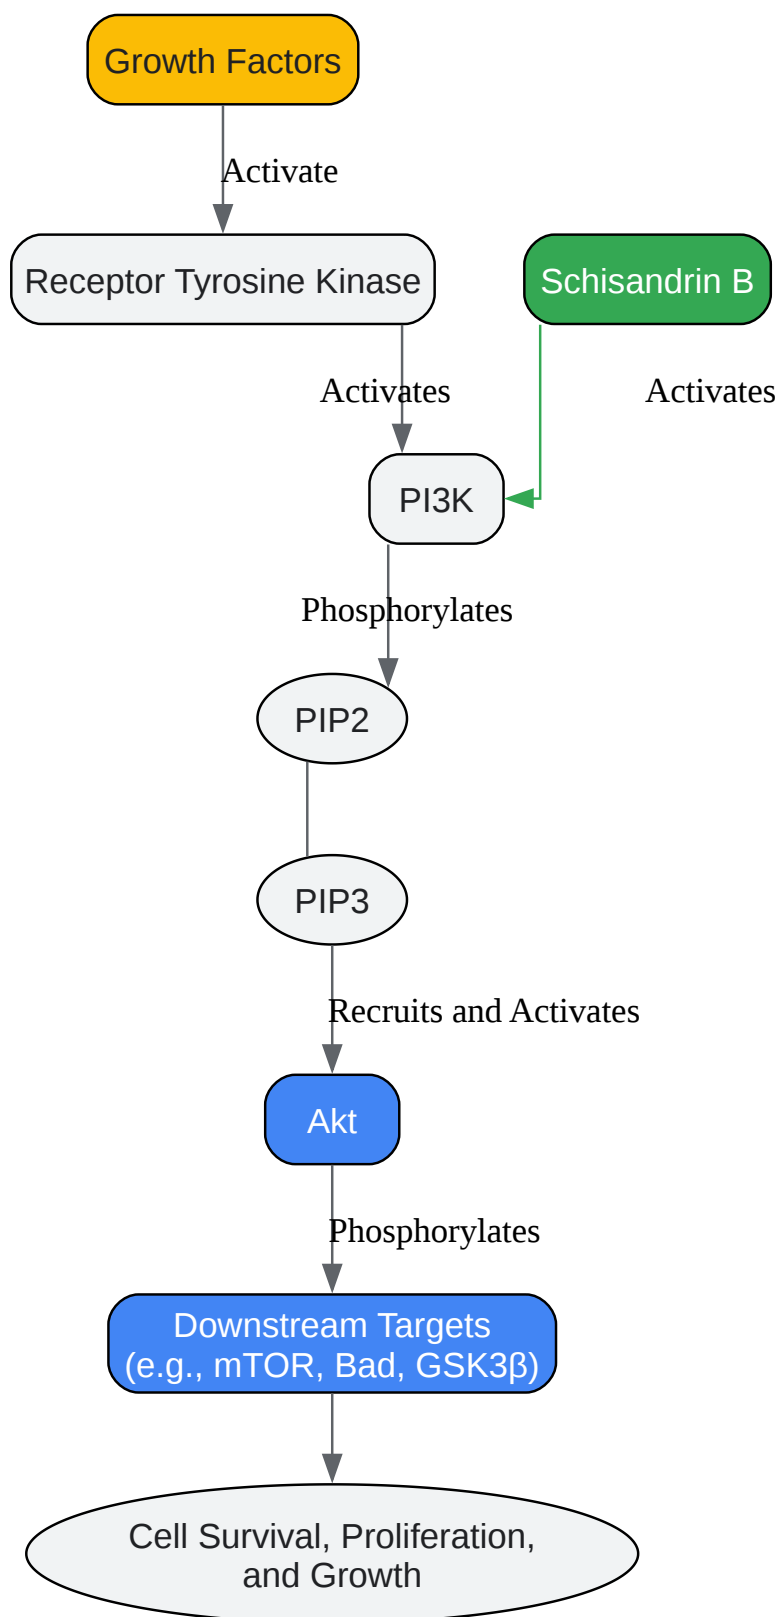 Growth Factors
Activate
Receptor Tyrosine Kinase
Schisandrin B
Activates
Activates
PI3K
Phosphorylates
PIP2
PIP3
Recruits and Activates
Akt
Phosphorylates
Downstream Targets
(e.g., mTOR, Bad, GSK3β)
Cell Survival, Proliferation,
and Growth